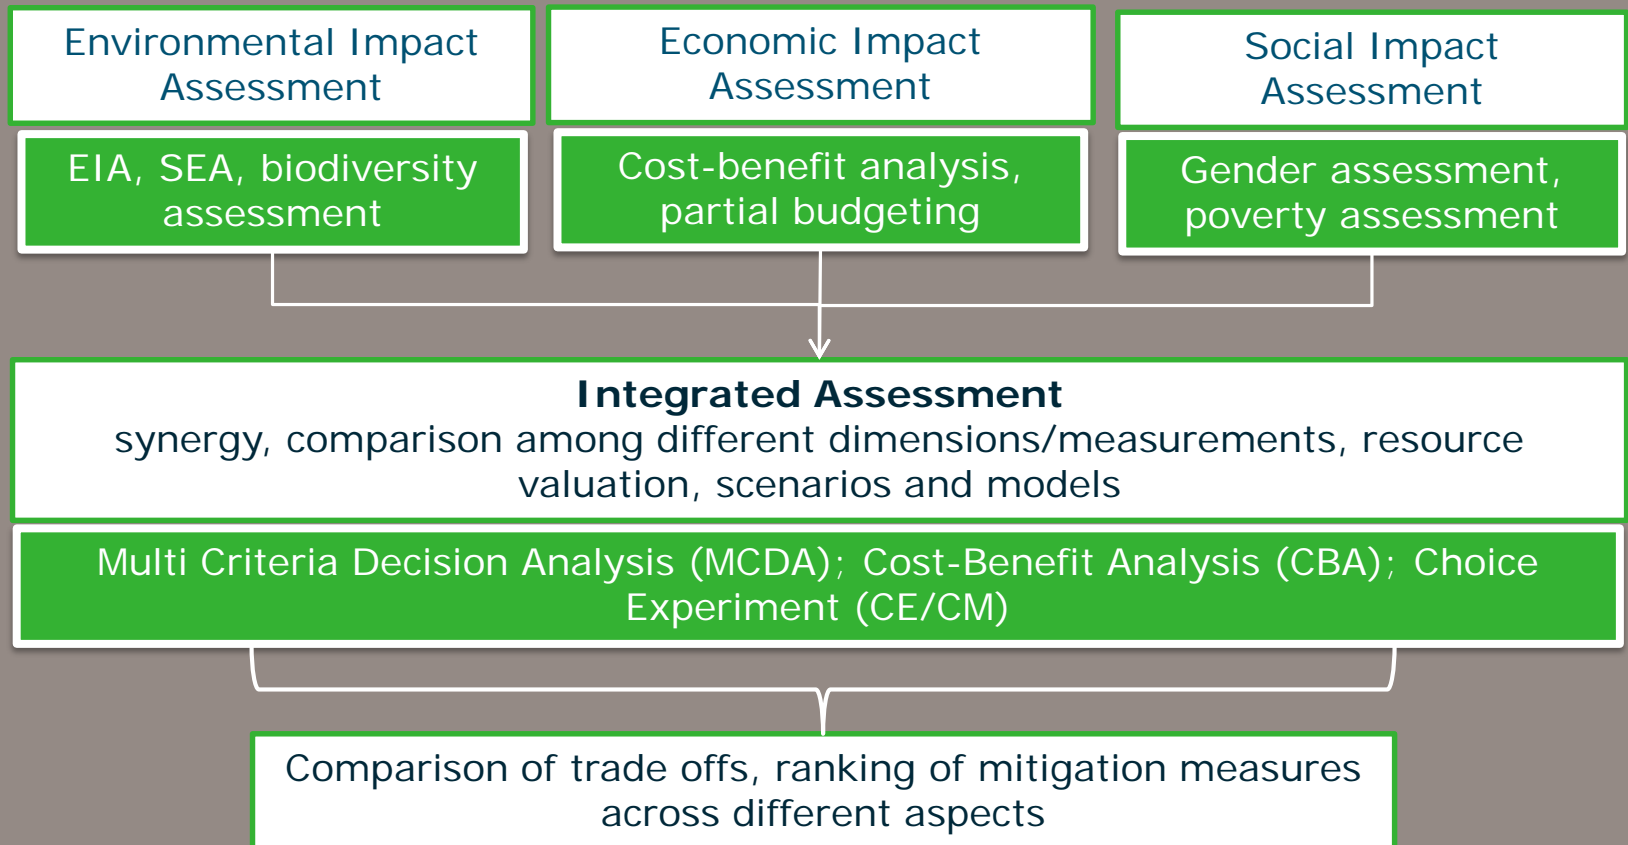 Environmental Impact
Assessment
Economic Impact
Assessment
Social Impact
Assessment
EIA, SEA, biodiversity
assessment
Cost-benefit analysis,
partial budgeting
Gender assessment,
poverty assessment
Integrated Assessment
synergy, comparison among different dimensions/measurements, resource
valuation, scenarios and models
Multi Criteria Decision Analysis (MCDA); Cost-Benefit Analysis (CBA); Choice
Experiment (CE/CM)
Comparison of trade offs, ranking of mitigation measures
across different aspects